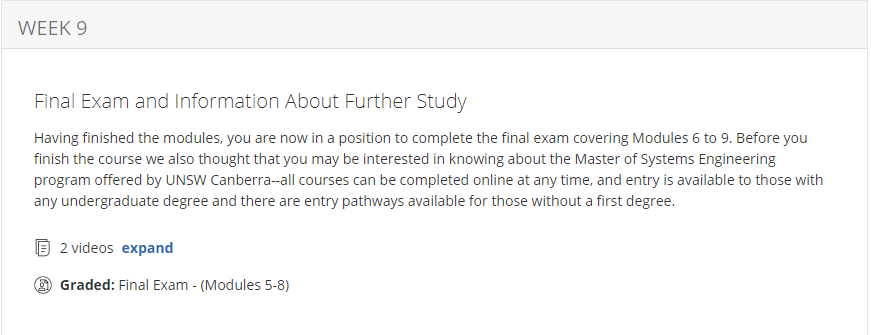 WEEK 9
Final Exam and Information About Further Study
Having finished the modules, you are now in a position to complete the final exam covering Modules 6 to 9. Before you
finish the course we also thought that you may be interested in knowing about the Master of Systems Engineering
program offered by UNSW Canberra--all courses can be completed online at any time, and entry is available to those with
any undergraduate degree and there are entry pathways available for those without a first degree.
2 videos expand
Graded: Final Exam - (Modules 5-8)